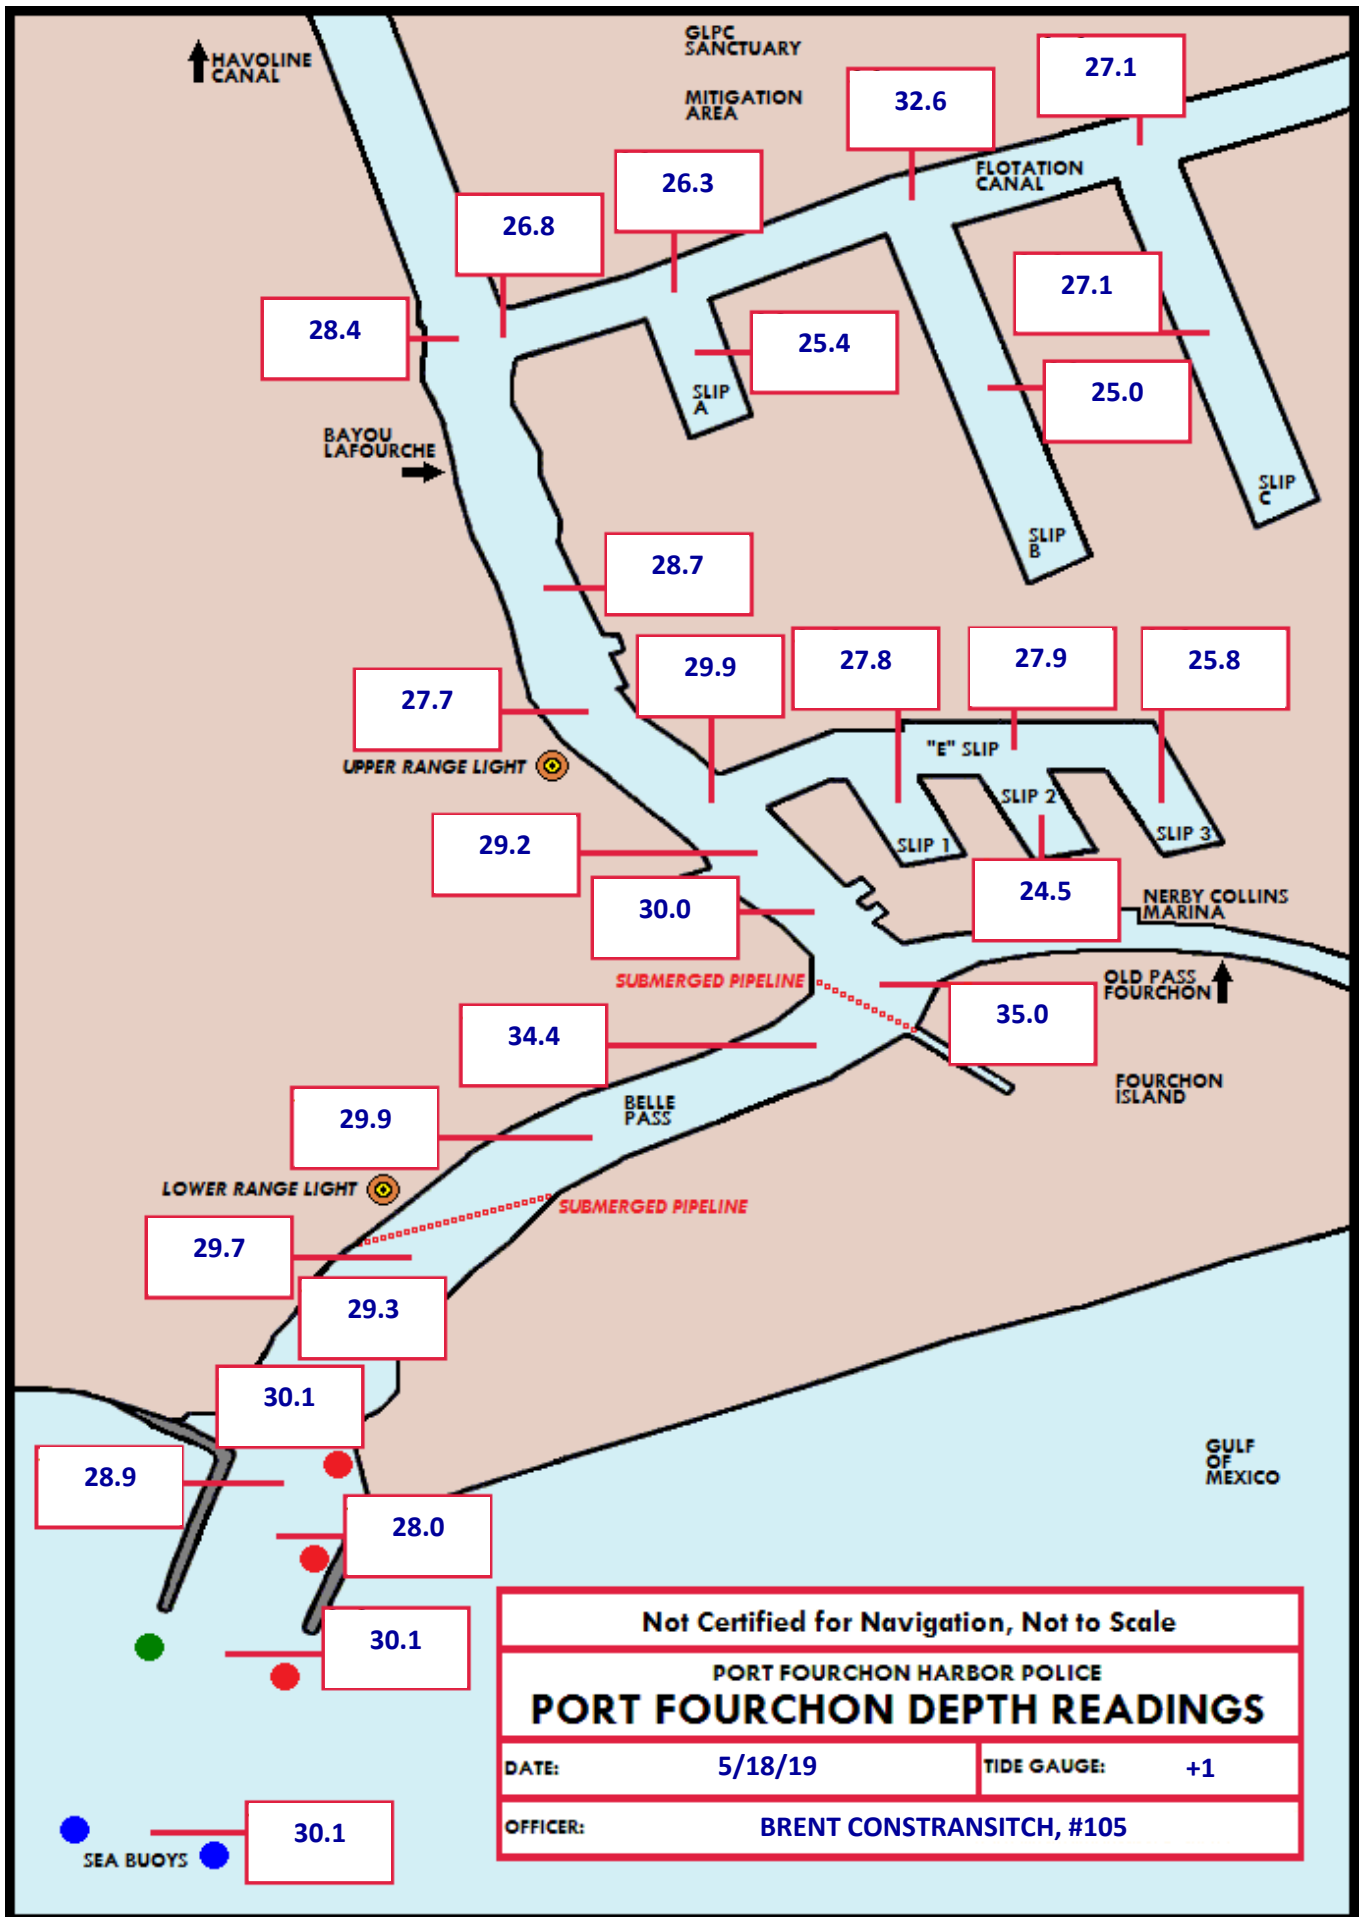 GLPC
SANCTUARY
HAVOLINE
CANAL
27.1
MITIGATION
AREA
32.6
FLOTATION
CANAL
26.3
26.8
27.1
28.4
25.4
25.0
SLIP
A
BAYOU
LAFOURCHE
SLIP
C
SLIP
B
28.7
29.9
27.8
27.9
25.8
27.7
"E" SLIP
UPPER RANGE LIGHT
SLIP 2
SLIP 1
SLIP 3
29.2
24.5
30.0
NERBY COLLINS
MARINA
SUBMERGED PIPELINE
OLD PASS
FOURCHON
35.0
34.4
FOURCHON
ISLAND
BELLE
PASS
29.9
LOWER RANGE LIGHT
SUBMERGED PIPELINE
29.7
29.3
30.1
GULF
OF
MEXICO
28.9
28.0
30.1
Not Certified for Navigation, Not to Scale
PORT FOURCHON HARBOR POLICE
PORT FOURCHON DEPTH READINGS
DATE: 5/18/19 TIDE GAUGE: +1
OFFICER: BRENT CONSTRANSITCH, #105
30.1
SEA BUOYS